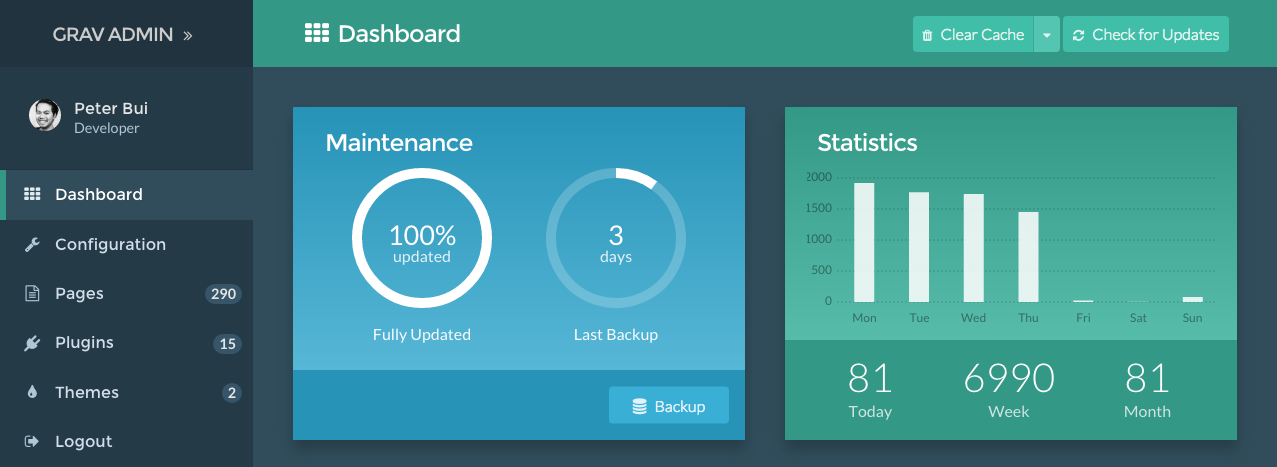 GRAV ADMIN »
Dashboard
Clear Cache
Check for Updates
Peter Bui
Developer
Dashboard
Configuration
Pages 290
Plugins 15
Themes 2
Logout
Maintenance
100%
updated
Fully Updated
3
days
Last Backup
Backup
Statistics
2000
1500
1000
500
0
Mon Tue Wed Thu Fri Sat Sun
81 6990 81
Today Week Month